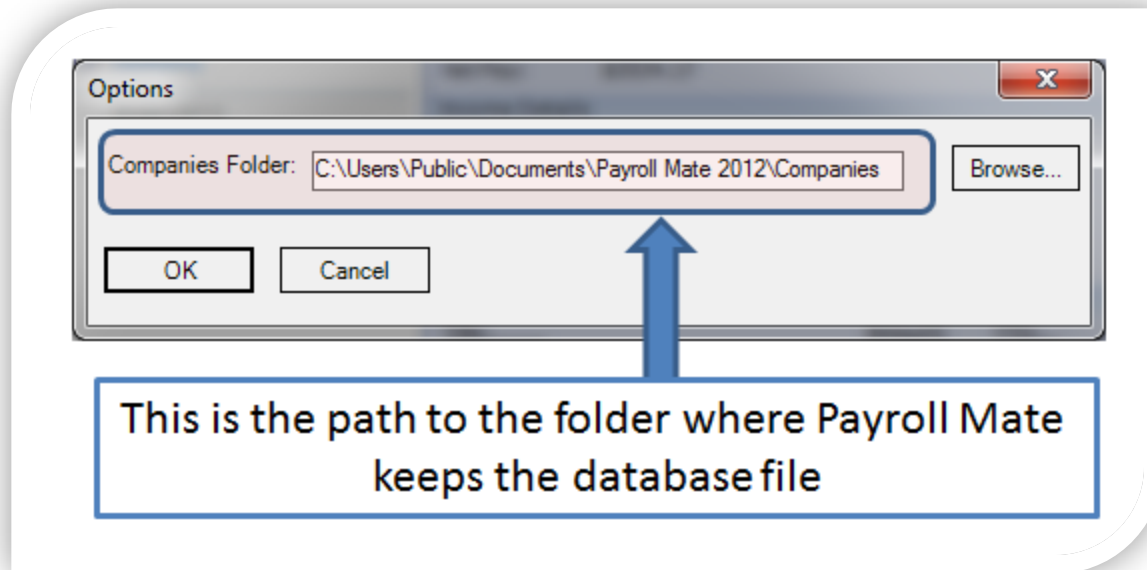 Options
Companies Folder: C:\Users\Public\Documents\Payroll Mate 2012\Companies Browse...
OK Cancel
This is the path to the folder where Payroll Mate
keeps the database file